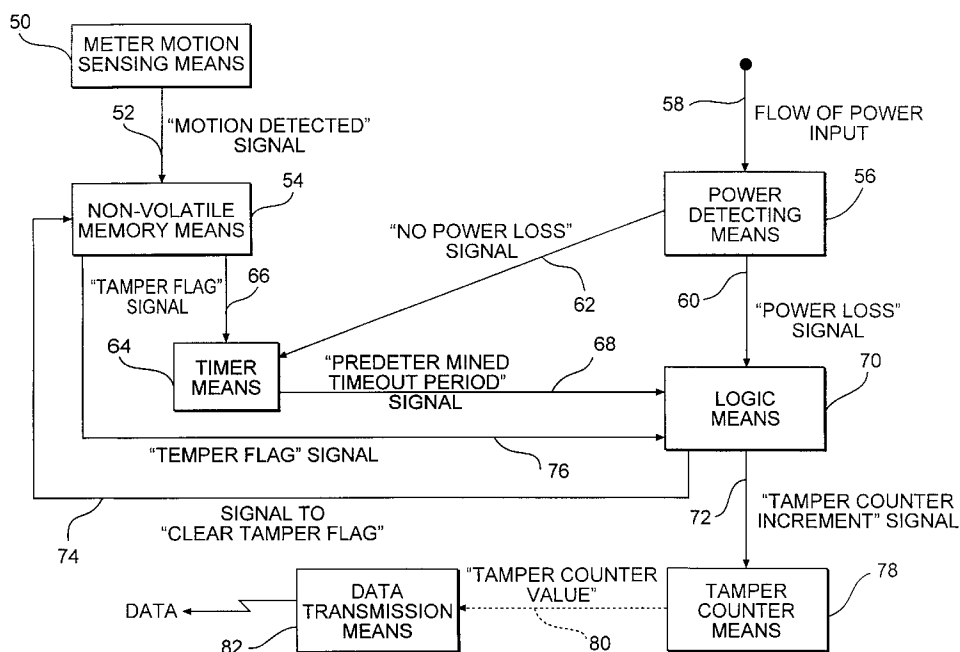 50
METER MOTION
SENSING MEANS
52
"MOTION DETECTED"
SIGNAL
58
FLOW OF POWER
INPUT
54
NON-VOLATILE
MEMORY MEANS
56
POWER
DETECTING
MEANS
"NO POWER LOSS"
SIGNAL
62
60
"POWER LOSS"
SIGNAL
"TAMPER FLAG"
SIGNAL
66
64
TIMER
MEANS
"PREDETER MINED
TIMEOUT PERIOD"
SIGNAL
68
70
LOGIC
MEANS
"TEMPER FLAG" SIGNAL
76
74
SIGNAL TO
"CLEAR TAMPER FLAG"
72
"TAMPER COUNTER
INCREMENT" SIGNAL
78
TAMPER
COUNTER
MEANS
"TAMPER COUNTER
VALUE"
80
DATA
TRANSMISSION
MEANS
82
DATA